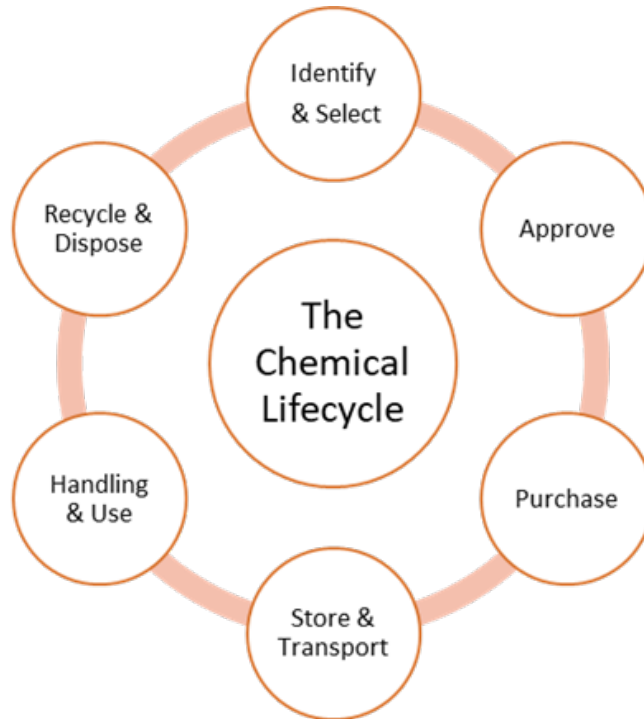 Identify
& Select
Approve
Purchase
Store &
Transport
Handling
& Use
Recycle &
Dispose
The
Chemical
Lifecycle